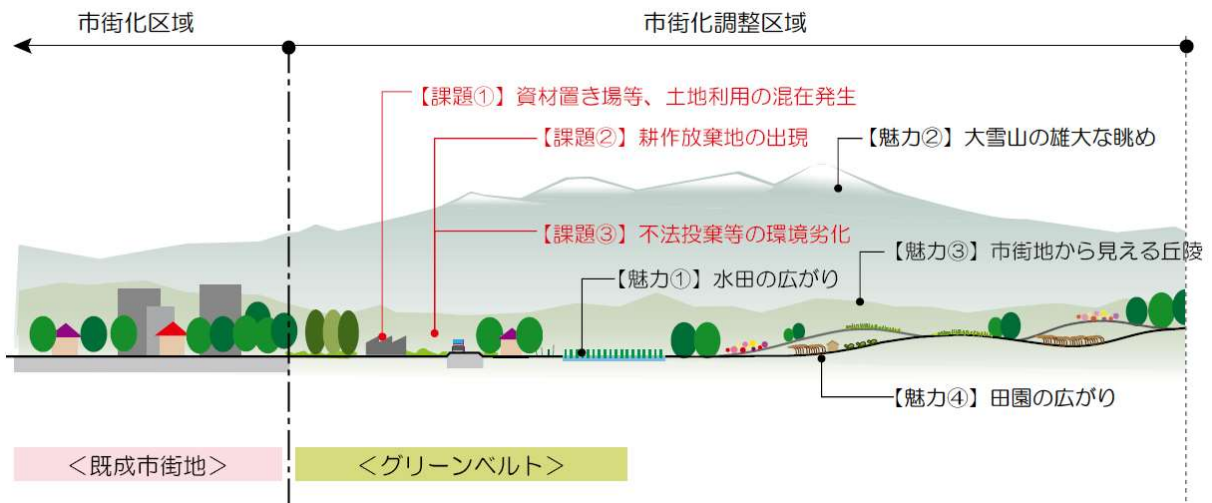 市街化区域
市街化調整区域
【課題①】資材置き場等、土地利用の混在発生
【課題②】耕作放棄地の出現
【魅力②】大雪山の雄大な眺め
【課題③】不法投棄等の環境劣化
【魅力③】市街地から見える丘陵
【魅力①】水田の広がり
【魅力④】田園の広がり
＜既成市街地＞
＜グリーンベルト＞